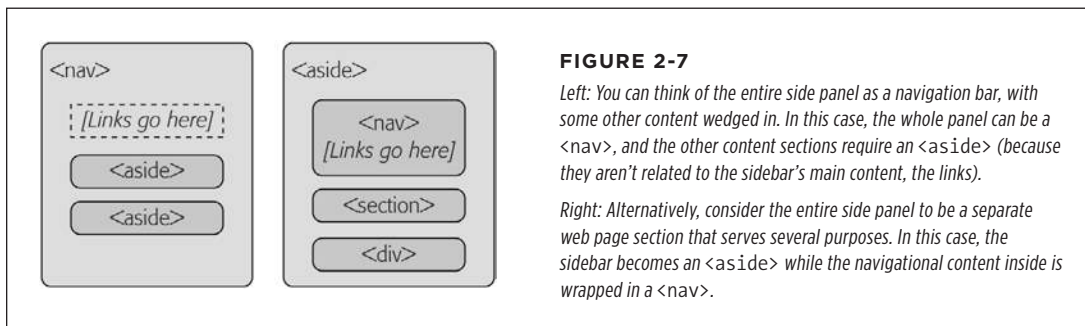 <nav>
[Links go here]
<aside>
<aside>
<aside>
<nav>
[Links go here]
<section>
<div>
FIGURE 2-7
Left: You can think of the entire side panel as a navigation bar, with
some other content wedged in. In this case, the whole panel can be a
<nav>, and the other content sections require an <aside> (because
they aren't related to the sidebar's main content, the links).
Right: Alternatively, consider the entire side panel to be a separate
web page section that serves several purposes. In this case, the
sidebar becomes an <aside> while the navigational content inside is
wrapped in a <nav>.